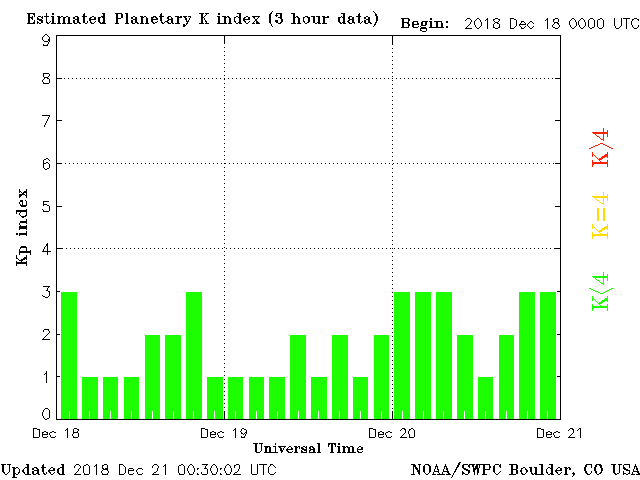 Estimated Planetary K index (3 hour data)
Begin: 2018 Dec 18 0000 UTC
9
8
7
6
5
4
3
2
1
0
Kp index
K>4
K=4
K<4
Dec 18
Dec 19
Dec 20
Dec 21
Universal Time
Updated 2018 Dec 21 00:30:02 UTC
NOAA/SWPC Boulder, CO USA